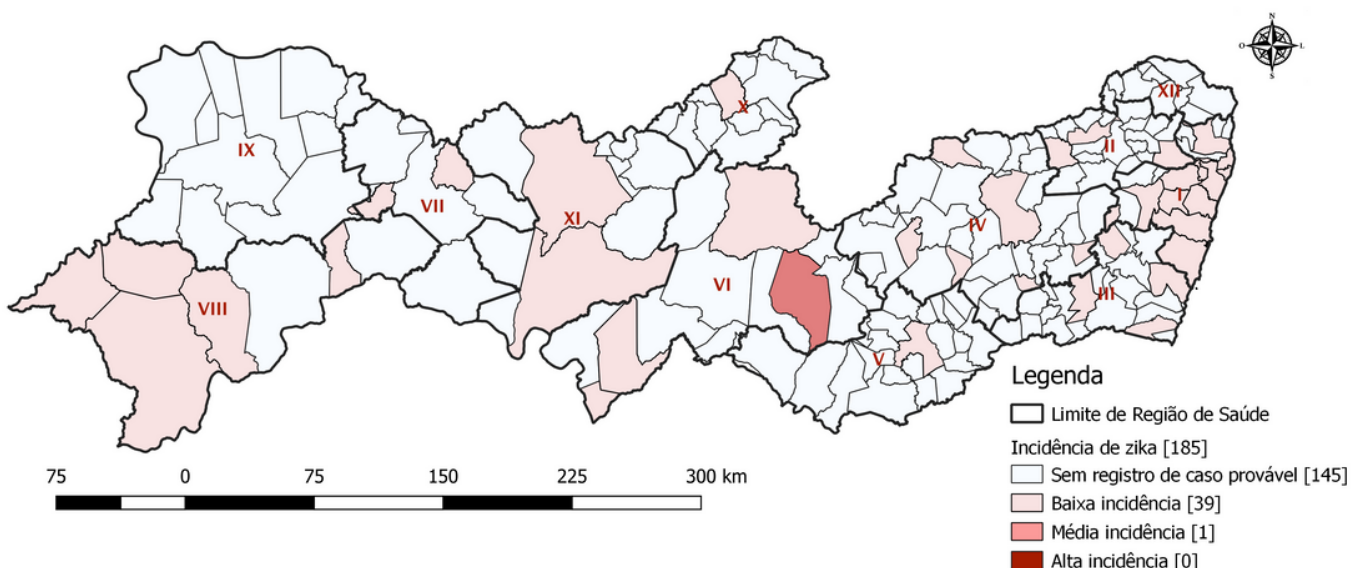 N
O L
S
X
XII
IX
II
VII
I
XI
IV
VI
VIII
III
V
Legenda
Limite de Região de Saúde
Incidência de zika [185]
Sem registro de caso provável [145]
Baixa incidência [39]
Média incidência [1]
Alta incidência [0]
75 0 75 150 225 300 km